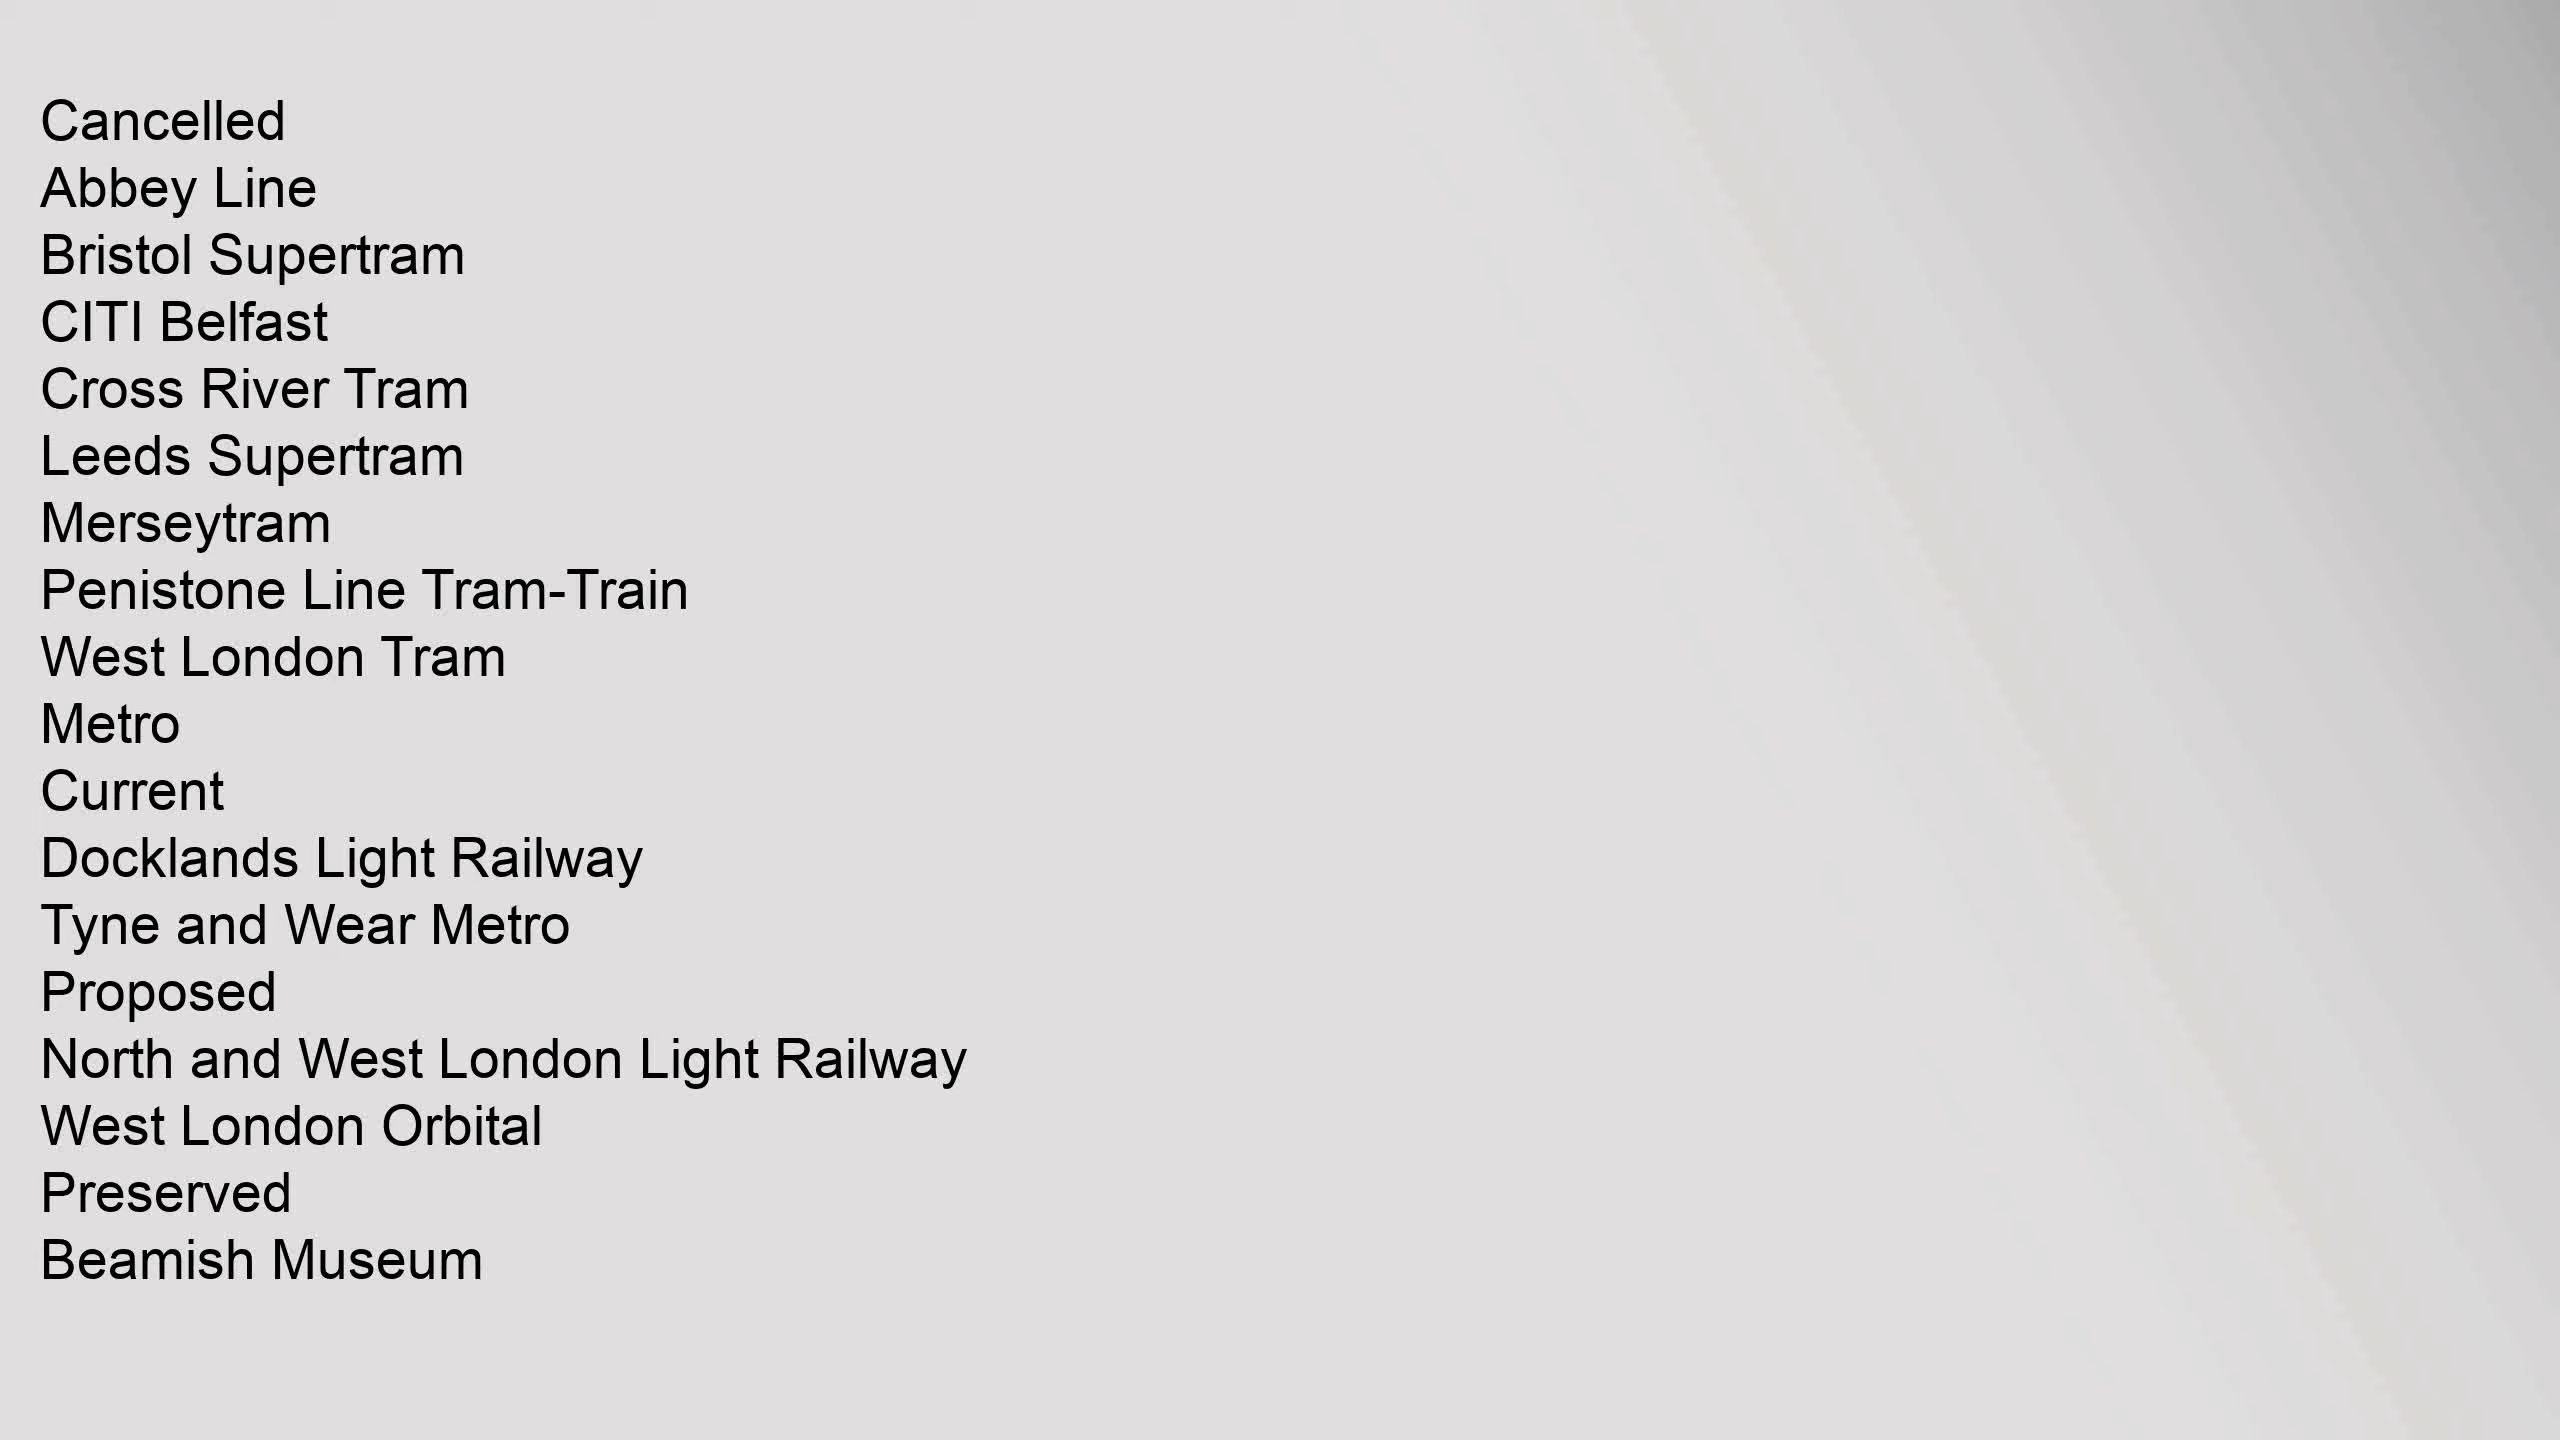 Cancelled
Abbey Line
Bristol Supertram
CITI Belfast
Cross River Tram
Leeds Supertram
Merseytram
Penistone Line Tram-Train
West London Tram
Metro
Current
Docklands Light Railway
Tyne and Wear Metro
Proposed
North and West London Light Railway
West London Orbital
Preserved
Beamish Museum